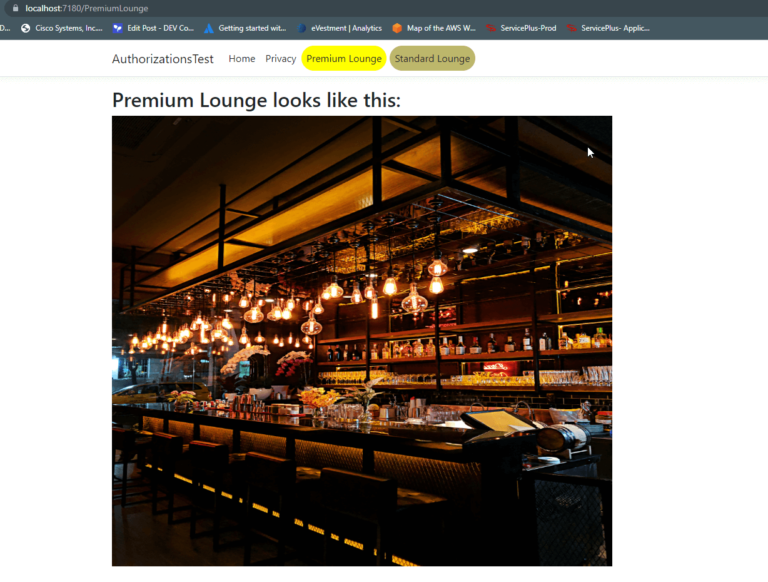 localhost:7180/PremiumLounge
D... Cisco Systems, Inc.... Edit Post - DEV Co... Getting started wit... eVestment | Analytics Map of the AWS W... ServicePlus-Prod ServicePlus- Applic...
AuthorizationsTest Home Privacy Premium Lounge Standard Lounge
Premium Lounge looks like this: